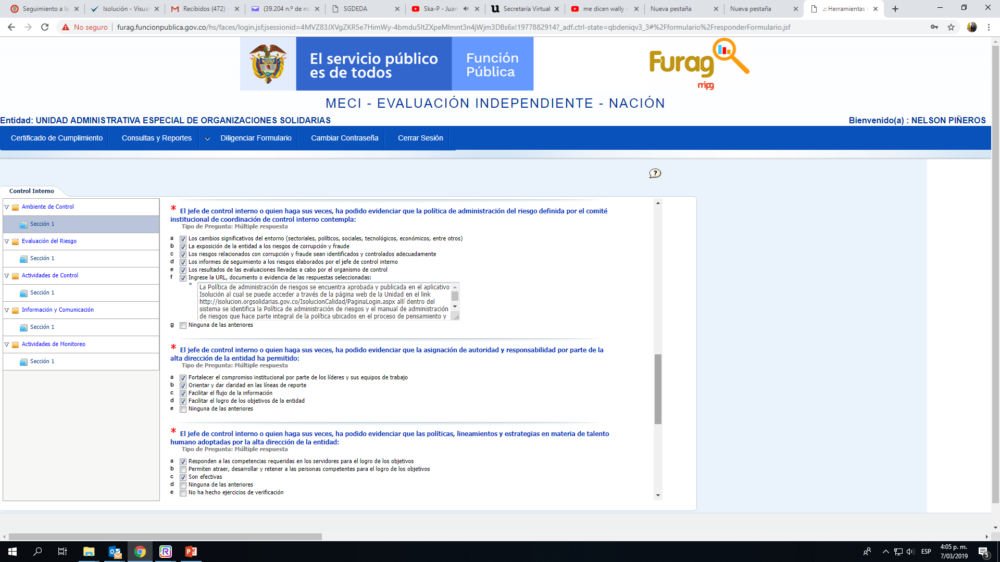 Seguimiento a la
Isolución - Visual
Recibidos (472) -
(39.204 n.º de no
SGDEDA
Ska-P - Juan
Secretaría Virtual
me dicen wally -
Nueva pestaña
Nueva pestaña
.:: Herramientas
No seguro
furag.funcionpublica.gov.co/hs/faces/login.jsf;jsessionid=4MVZ83JXVgZKR5e7HimWy-4bmdu5ltZXpeMlmnt3n4jWjm3DBs6x!1977882914?_adf.ctrl-state=qbdeniqv3_3#%2Fformulario%2FresponderFormulario.jsf
El servicio público
es de todos
Función
Pública
Furag
mipg
MECI - EVALUACIÓN INDEPENDIENTE - NACIÓN
Entidad: UNIDAD ADMINISTRATIVA ESPECIAL DE ORGANIZACIONES SOLIDARIAS
Bienvenido(a) : NELSON PIÑEROS
Certificado de Cumplimiento
Consultas y Reportes
Diligenciar Formulario
Cambiar Contraseña
Cerrar Sesión
?
Control Interno
Ambiente de Control
Sección 1
Evaluación del Riesgo
Sección 1
Actividades de Control
Sección 1
Información y Comunicación
Sección 1
Actividades de Monitoreo
Sección 1
* El jefe de control interno o quien haga sus veces, ha podido evidenciar que la política de administración del riesgo definida por el comité
institucional de coordinación de control interno contempla:
Tipo de Pregunta: Múltiple respuesta
a Los cambios significativos del entorno (sectoriales, políticos, sociales, tecnológicos, económicos, entre otros)
b La exposición de la entidad a los riesgos de corrupción y fraude
c Los riesgos relacionados con corrupción y fraude sean identificados y controlados adecuadamente
d Los informes de seguimiento a los riesgos elaborados por el jefe de control interno
e Los resultados de las evaluaciones llevadas a cabo por el organismo de control
f Ingrese la URL, documento o evidencia de las respuestas seleccionadas:
* La Política de administración de riesgos se encuentra aprobada y publicada en el aplicativo
Isolución al cual se puede acceder a través de la página web de la Unidad en el link
http://isolucion.orgsolidarias.gov.co/IsolucionCalidad/PaginaLogin.aspx allí dentro del
sistema se identifica la Política de administración de riesgos y el manual de administración
de riesgos que hace parte integral de la política ubicados en el proceso de pensamiento y
g Ninguna de las anteriores
* El jefe de control interno o quien haga sus veces, ha podido evidenciar que la asignación de autoridad y responsabilidad por parte de la
alta dirección de la entidad ha permitido:
Tipo de Pregunta: Múltiple respuesta
a Fortalecer el compromiso institucional por parte de los líderes y sus equipos de trabajo
b Orientar y dar claridad en las líneas de reporte
c Facilitar el flujo de la información
d Facilitar el logro de los objetivos de la entidad
e Ninguna de las anteriores
* El jefe de control interno o quien haga sus veces, ha podido evidenciar que las políticas, lineamientos y estrategias en materia de talento
humano adoptadas por la alta dirección de la entidad:
Tipo de Pregunta: Múltiple respuesta
a Responden a las competencias requeridas en los servidores para el logro de los objetivos
b Permiten atraer, desarrollar y retener a las personas competentes para el logro de los objetivos
c Son efectivas
d Ninguna de las anteriores
e No ha hecho ejercicios de verificación
ESP
4:05 p. m.
7/03/2019
5